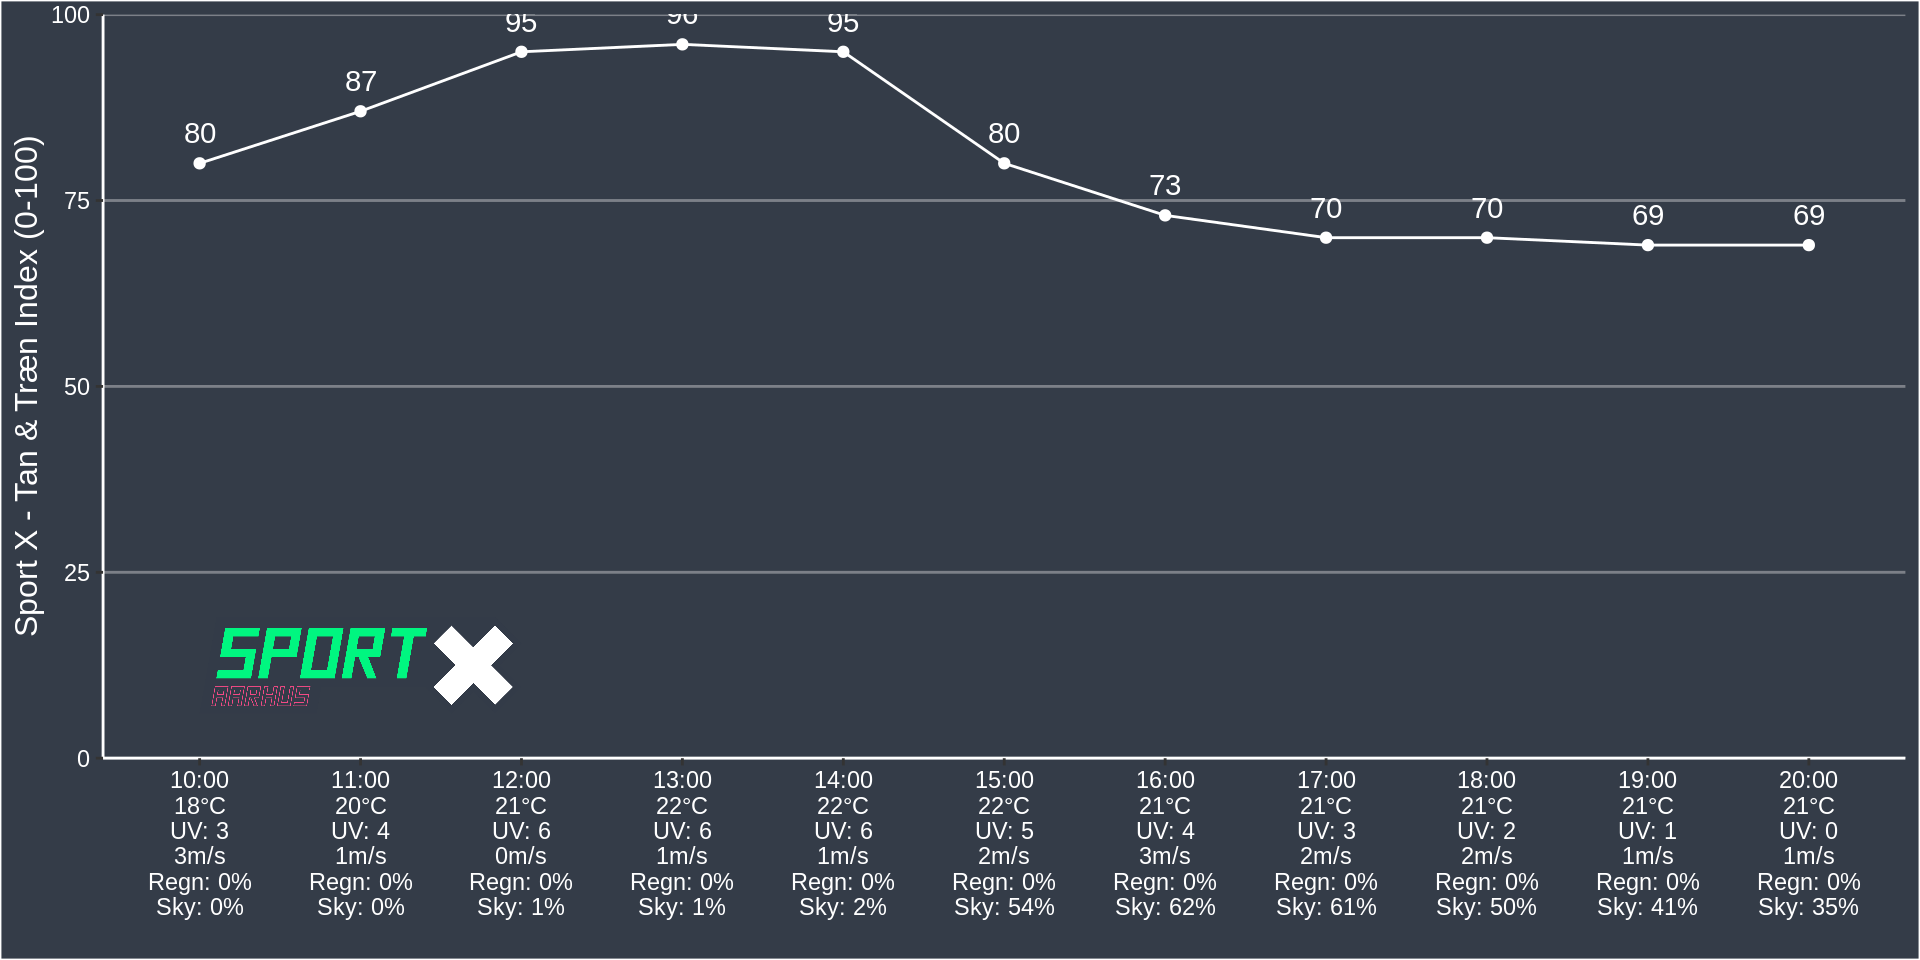 Sport X - Tan & Træn Index (0-100)
100
75
50
25
0
80
87
95
96
95
80
73
70
70
69
69
SPORT X
AARHUS
10:00 11:00 12:00 13:00 14:00 15:00 16:00 17:00 18:00 19:00 20:00
18°C 20°C 21°C 22°C 22°C 22°C 21°C 21°C 21°C 21°C 21°C
UV: 3 UV: 4 UV: 6 UV: 6 UV: 6 UV: 5 UV: 4 UV: 3 UV: 2 UV: 1 UV: 0
3m/s 1m/s 0m/s 1m/s 1m/s 2m/s 3m/s 2m/s 2m/s 1m/s 1m/s
Regn: 0% Regn: 0% Regn: 0% Regn: 0% Regn: 0% Regn: 0% Regn: 0% Regn: 0% Regn: 0% Regn: 0% Regn: 0%
Sky: 0% Sky: 0% Sky: 1% Sky: 1% Sky: 2% Sky: 54% Sky: 62% Sky: 61% Sky: 50% Sky: 41% Sky: 35%